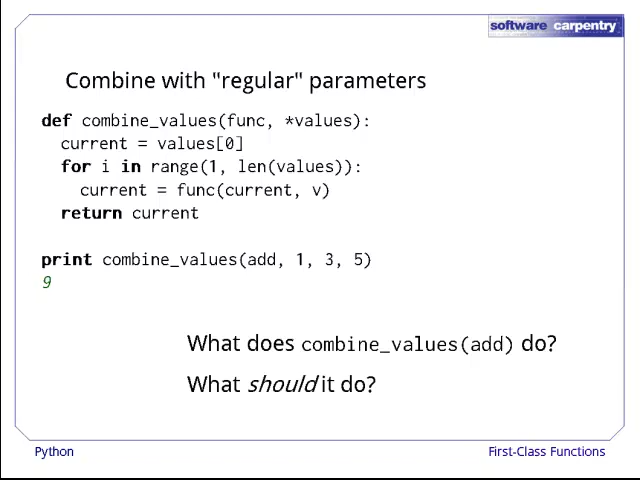 software carpentry
Combine with "regular" parameters
def combine_values(func, *values):
  current = values[0]
  for i in range(1, len(values)):
    current = func(current, v)
  return current
print combine_values(add, 1, 3, 5)
9
What does combine_values(add) do?
What should it do?
Python
First-Class Functions